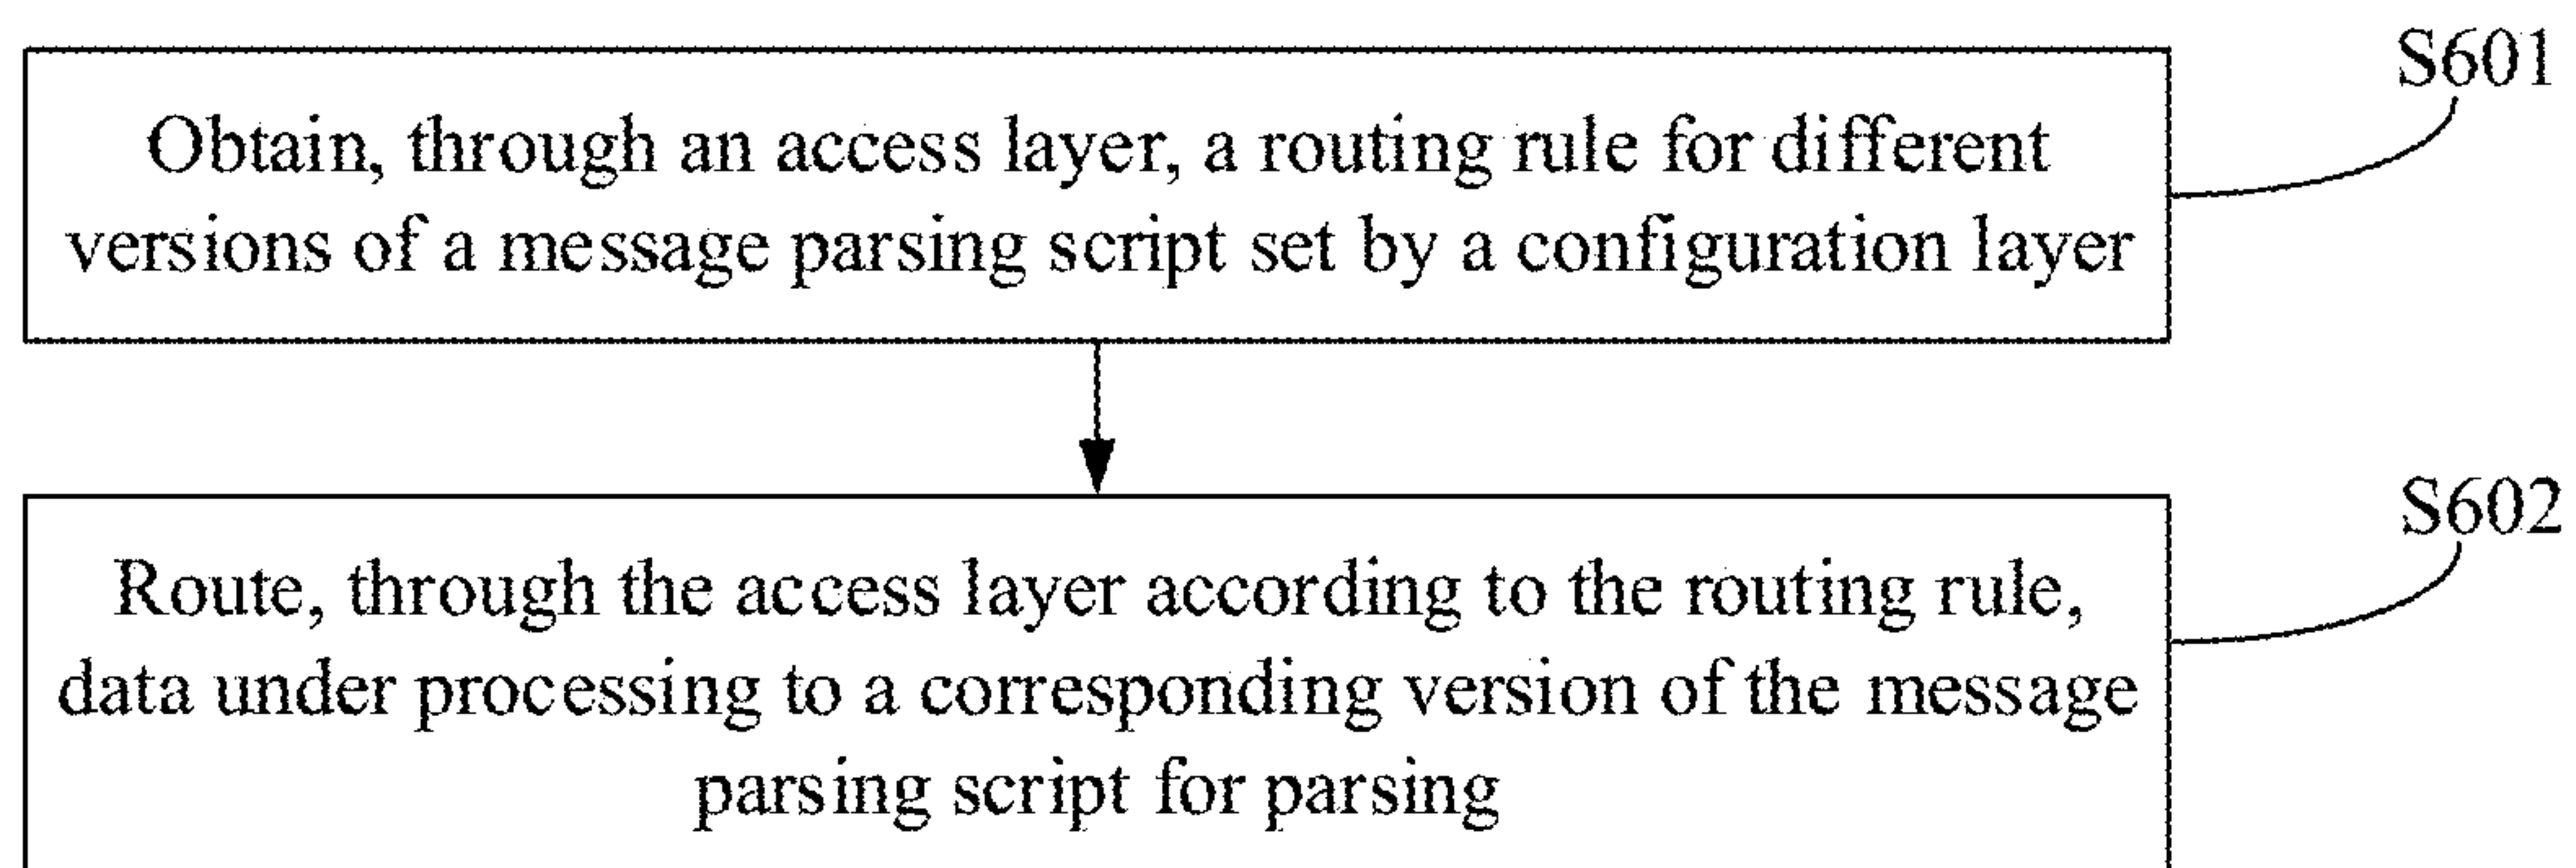 S601
Obtain, through an access layer, a routing rule for different
versions of a message parsing script set by a configuration layer
S602
Route, through the access layer according to the routing rule,
data under processing to a corresponding version of the message
parsing script for parsing